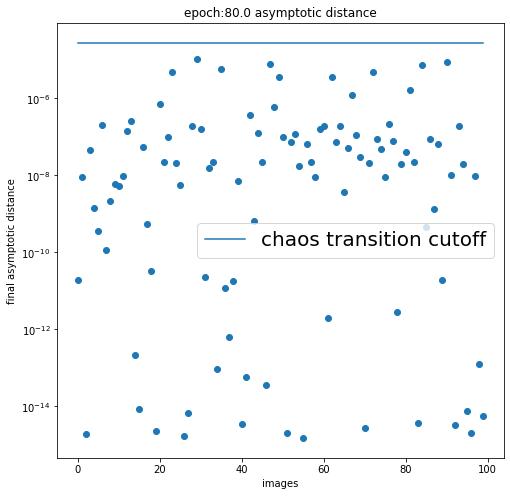 epoch:80.0 asymptotic distance
final asymptotic distance
10⁻⁶
10⁻⁸
10⁻¹⁰
10⁻¹²
10⁻¹⁴
chaos transition cutoff
0 20 40 60 80 100
images